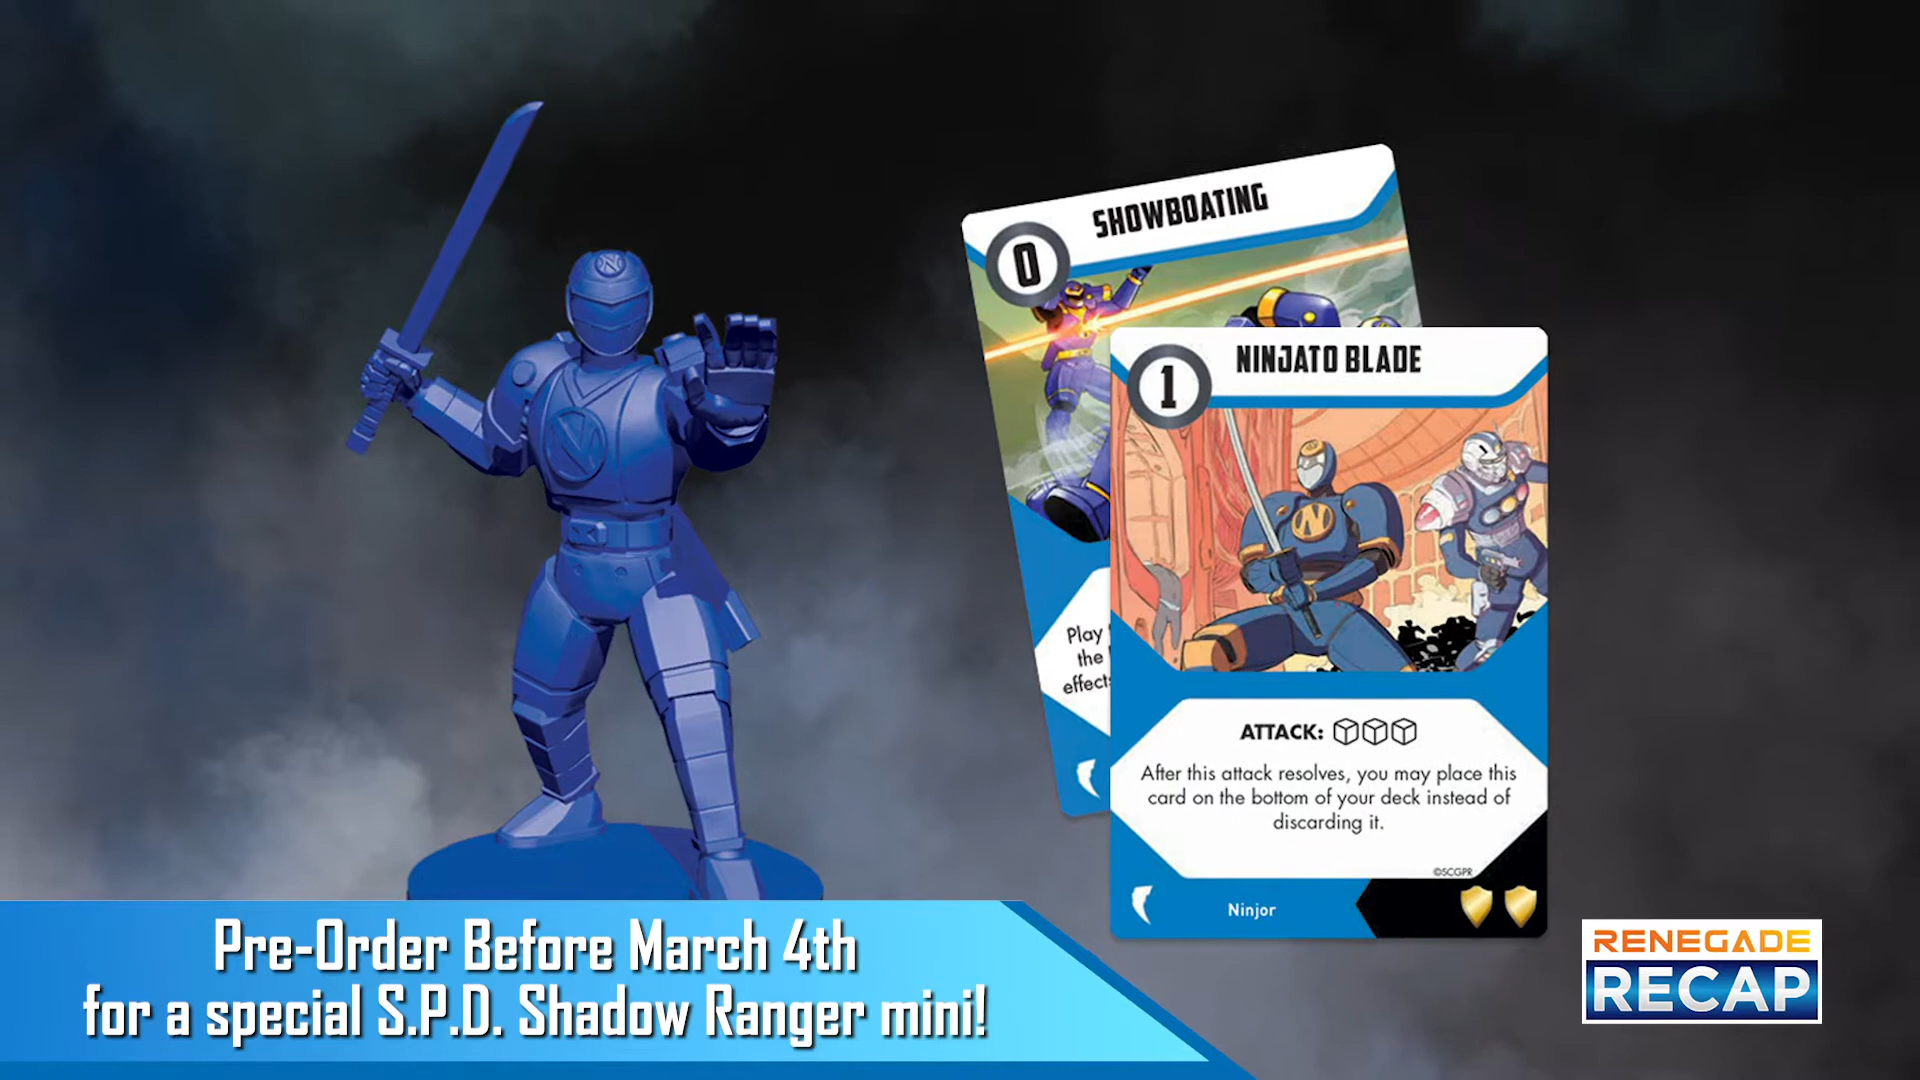 SHOWBOATING
0
Play
the
effect
NINJATO BLADE
1
N
N
N
ATTACK:
After this attack resolves, you may place this
card on the bottom of your deck instead of
discarding it.
©SCGPR
Ninjor
Pre-Order Before March 4th
for a special S.P.D. Shadow Ranger mini!
RENEGADE
RECAP